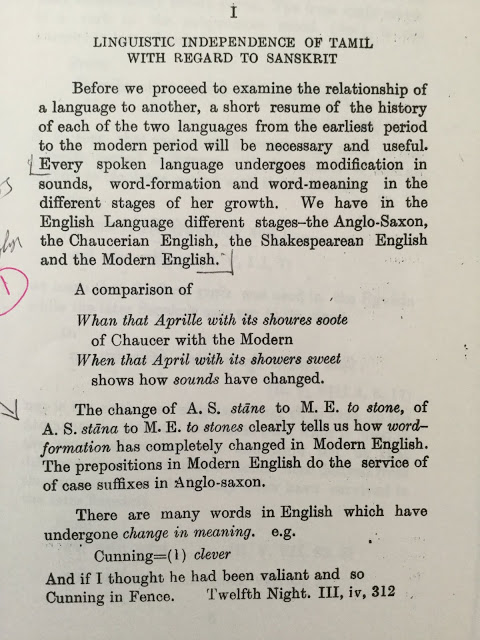 I
LINGUISTIC INDEPENDENCE OF TAMIL
WITH REGARD TO SANSKRIT
Before we proceed to examine the relationship of
a language to another, a short resume of the history
of each of the two languages from the earliest period
to the modern period will be necessary and useful.
Every spoken language undergoes modification in
sounds, word-formation and word-meaning in the
different stages of her growth. We have in the
English Language different stages–the Anglo-Saxon,
the Chaucerian English, the Shakespearean English
and the Modern English.
A comparison of
Whan that Aprille with its shoures soote
of Chaucer with the Modern
When that April with its showers sweet
shows how sounds have changed.
The change of A. S. stāne to M. E. to stone, of
A. S. stāna to M. E. to stones clearly tells us how word–
formation has completely changed in Modern English.
The prepositions in Modern English do the service of
of case suffixes in Anglo-saxon.
There are many words in English which have
undergone change in meaning. e.g.
Cunning=(1) clever
And if I thought he had been valiant and so
Cunning in Fence. Twelfth Night. III, iv, 312